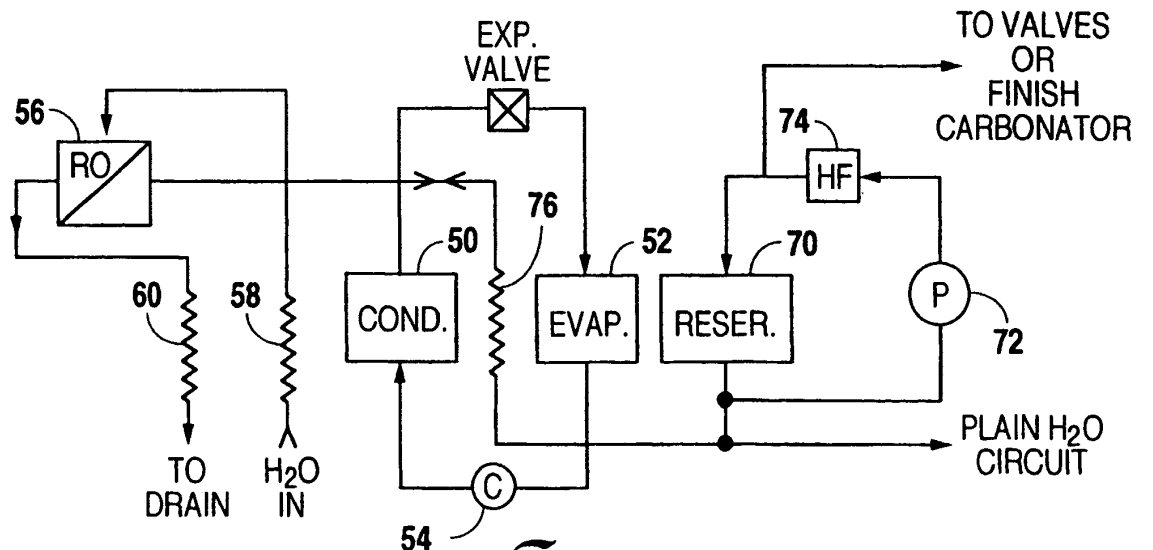 EXP.
VALVE
TO VALVES
OR
FINISH
CARBONATOR
56
RO
74
HF
76
50
52
70
COND.
EVAP.
RESER.
P
72
60
58
PLAIN H2O
CIRCUIT
TO
DRAIN
H2O
IN
C
54